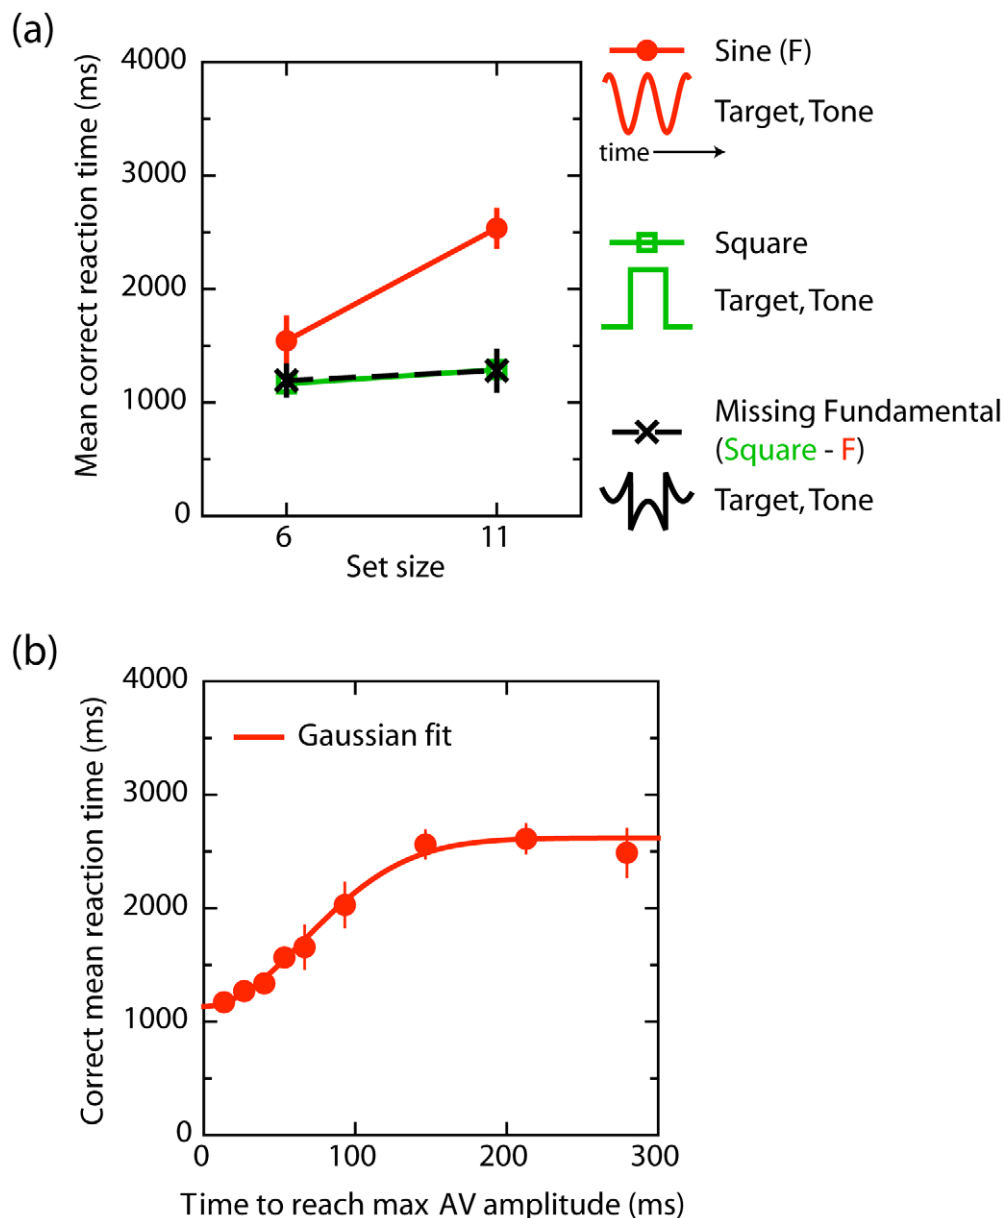 (a)
Mean correct reaction time (ms)
4000
3000
2000
1000
0
6
11
Set size
Sine (F)
Target, Tone
time
Square
Target, Tone
Missing Fundamental
(Square - F)
Target, Tone
(b)
Correct mean reaction time (ms)
4000
3000
2000
1000
0
Gaussian fit
0
100
200
300
Time to reach max AV amplitude (ms)